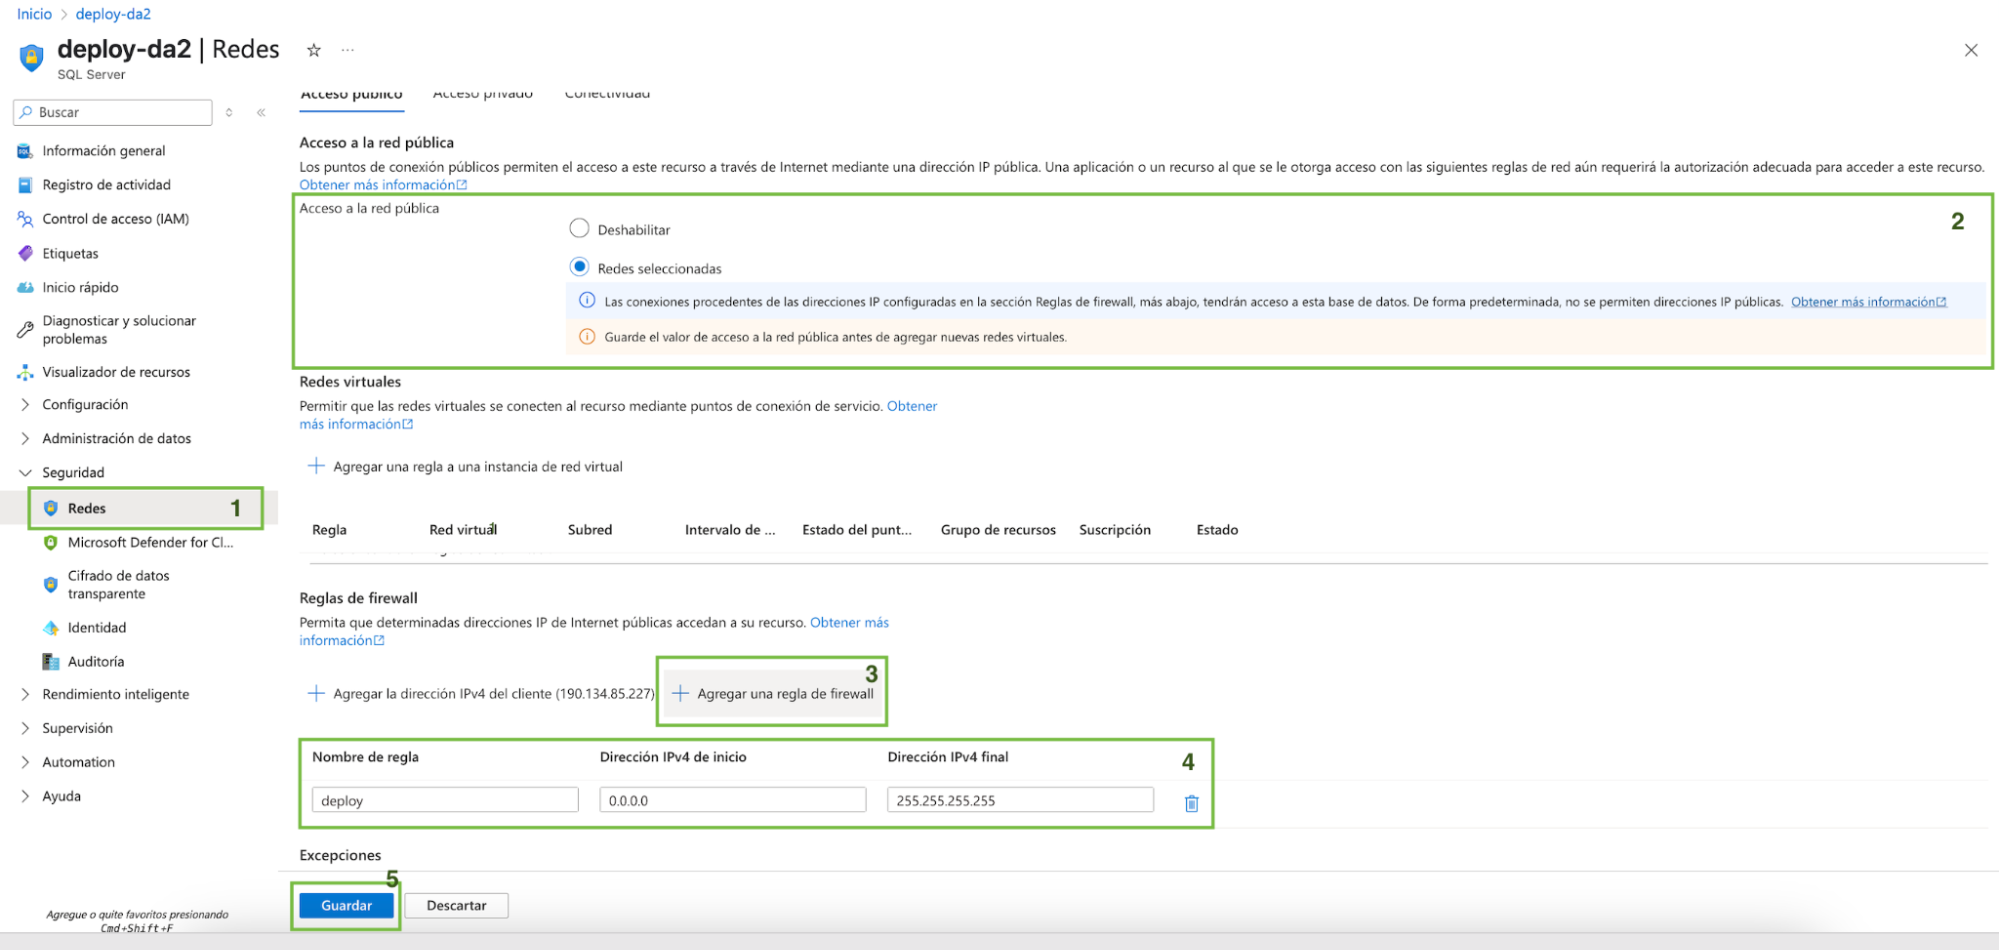 Inicio > deploy-da2
deploy-da2 | Redes
SQL Server
Buscar
Información general
Registro de actividad
Control de acceso (IAM)
Etiquetas
Inicio rápido
Diagnosticar y solucionar
problemas
Visualizador de recursos
Configuración
Administración de datos
Seguridad
Redes 1
Microsoft Defender for Cl...
Cifrado de datos
transparente
Identidad
Auditoría
Rendimiento inteligente
Supervisión
Automation
Ayuda
Agregue o quite favoritos presionando
Cmd+Shift+F
Acceso público Acceso privado Conectividad
Acceso a la red pública
Los puntos de conexión públicos permiten el acceso a este recurso a través de Internet mediante una dirección IP pública. Una aplicación o un recurso al que se le otorga acceso con las siguientes reglas de red aún requerirá la autorización adecuada para acceder a este recurso.
Obtener más información
Acceso a la red pública
2
Deshabilitar
Redes seleccionadas
Las conexiones procedentes de las direcciones IP configuradas en la sección Reglas de firewall, más abajo, tendrán acceso a esta base de datos. De forma predeterminada, no se permiten direcciones IP públicas. Obtener más información
Guarde el valor de acceso a la red pública antes de agregar nuevas redes virtuales.
Redes virtuales
Permitir que las redes virtuales se conecten al recurso mediante puntos de conexión de servicio. Obtener
más información
Agregar una regla a una instancia de red virtual
Regla Red virtual Subred Intervalo de ... Estado del punt... Grupo de recursos Suscripción Estado
Reglas de firewall
Permita que determinadas direcciones IP de Internet públicas accedan a su recurso. Obtener más
información
3
Agregar la dirección IPv4 del cliente (190.134.85.227) Agregar una regla de firewall
Nombre de regla Dirección IPv4 de inicio Dirección IPv4 final 4
deploy 0.0.0.0 255.255.255.255
Excepciones
5
Guardar Descartar